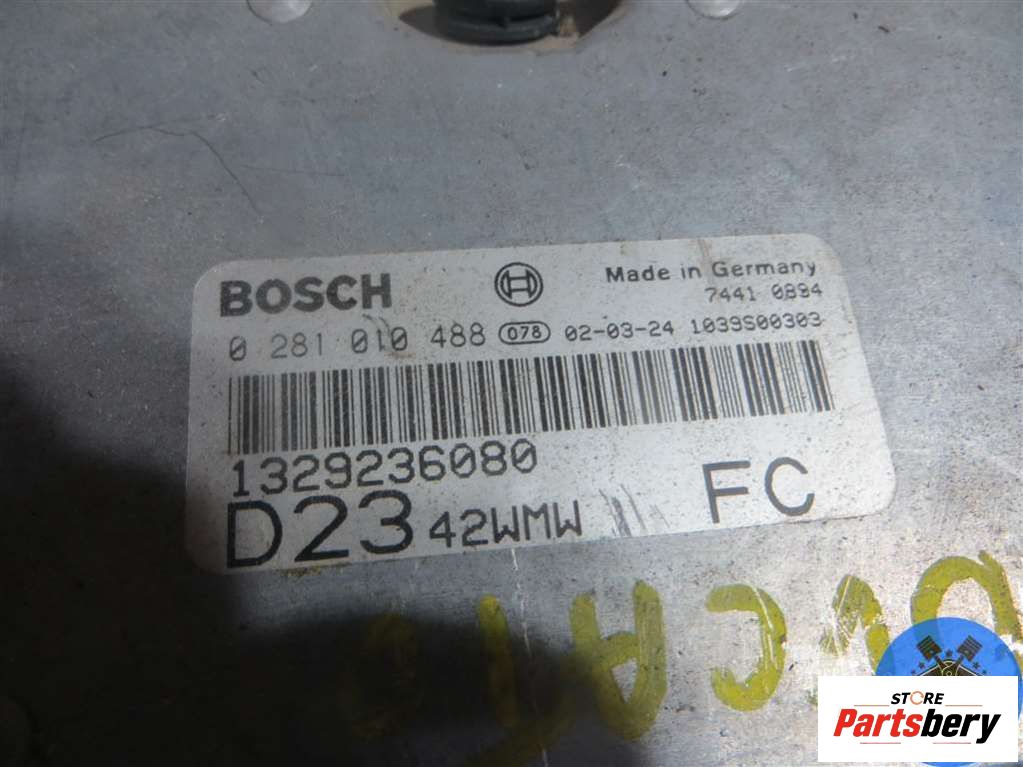 BOSCH Made in Germany
7441 0894
0 281 010 488 078 02-03-24 1039S00303
1329236080
D23 42WMW FC
DUCATO
STORE
Partsbery